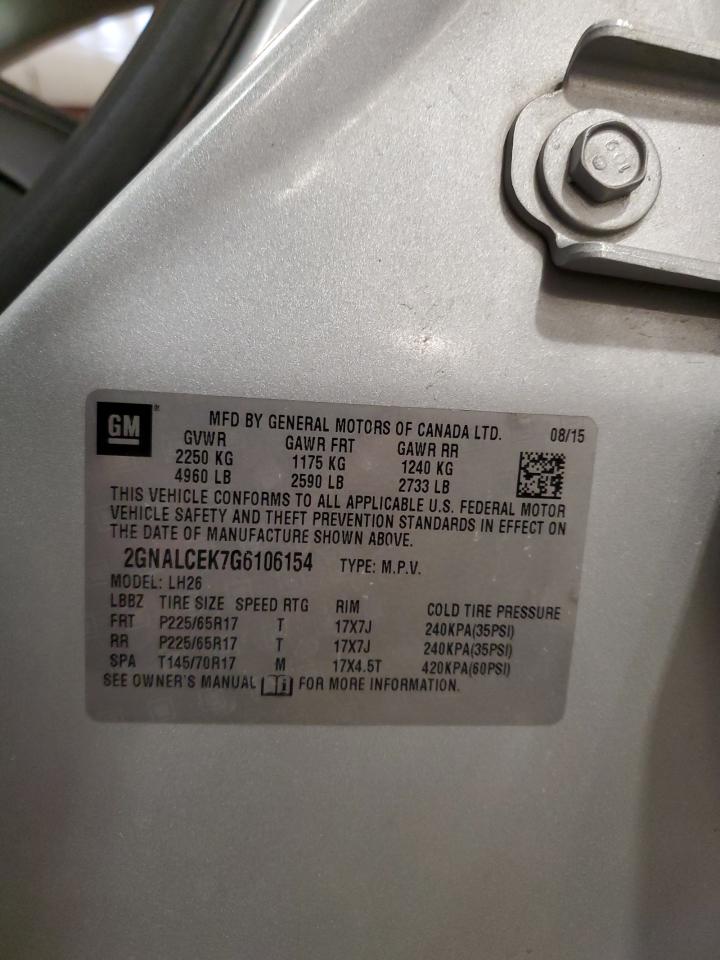 GM
MFD BY GENERAL MOTORS OF CANADA LTD. 08/15
GVWR GAWR FRT GAWR RR
2250 KG 1175 KG 1240 KG
4960 LB 2590 LB 2733 LB
THIS VEHICLE CONFORMS TO ALL APPLICABLE U.S. FEDERAL MOTOR
VEHICLE SAFETY AND THEFT PREVENTION STANDARDS IN EFFECT ON
THE DATE OF MANUFACTURE SHOWN ABOVE.
2GNALCEK7G6106154 TYPE: M.P.V.
MODEL: LH26
LBBZ TIRE SIZE SPEED RTG RIM COLD TIRE PRESSURE
FRT P225/65R17 T 17X7J 240KPA(35PSI)
RR P225/65R17 T 17X7J 240KPA(35PSI)
SPA T145/70R17 M 17X4.5T 420KPA(60PSI)
SEE OWNER'S MANUAL FOR MORE INFORMATION.